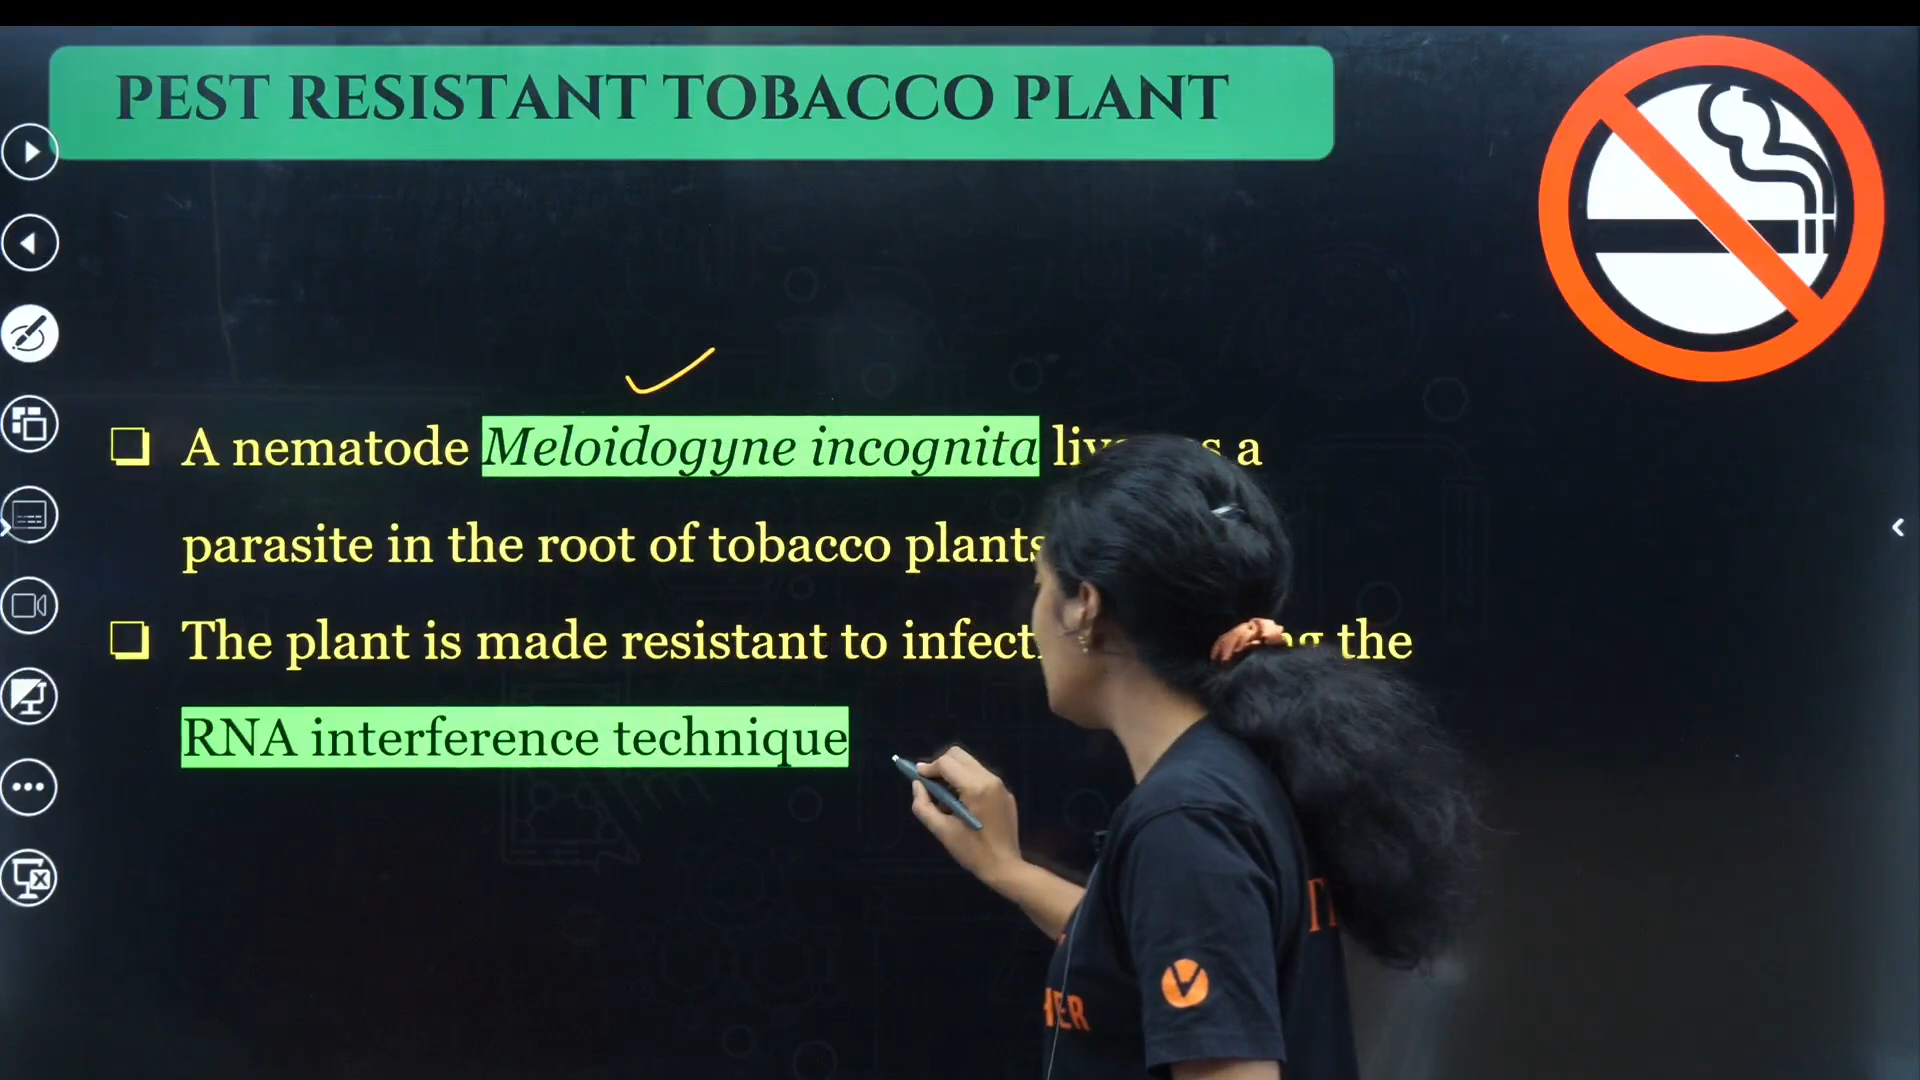 PEST RESISTANT TOBACCO PLANT
A nematode Meloidogyne incognita a
parasite in the root of tobacco plants
The plant is made resistant to the
RNA interference technique